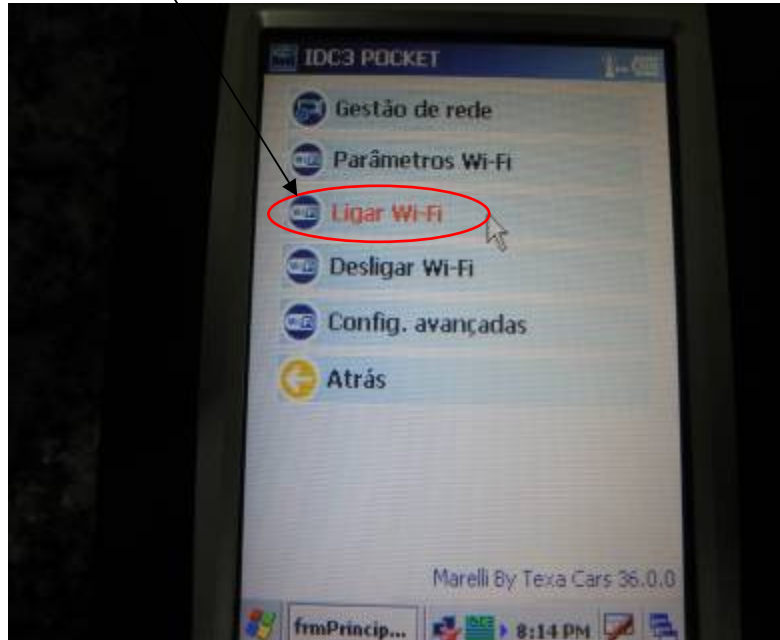 IDC3 POCKET
Gestão de rede
Parâmetros Wi-Fi
Ligar Wi-Fi
Desligar Wi-Fi
Config. avançadas
Atrás
Marelli By Texa Cars 36.0.0
frmPrincip...
8:14 PM